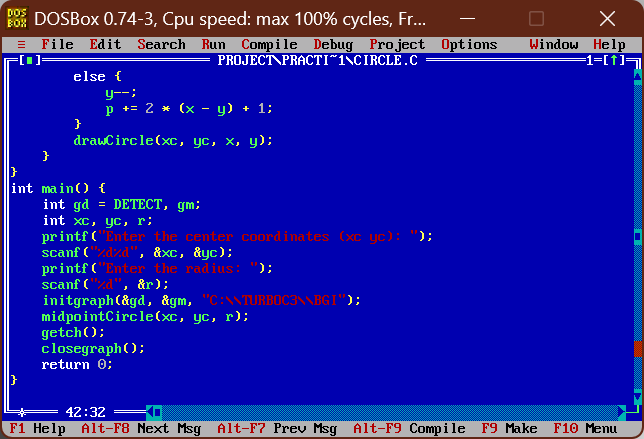 DOSBox 0.74-3, Cpu speed: max 100% cycles, Fr...
≡ File Edit Search Run Compile Debug Project Options Window Help
[■] PROJECT\PRACTI~1\CIRCLE.C 1=[↑]
else {
y--;
p += 2 * (x - y) + 1;
}
drawCircle(xc, yc, x, y);
}
}
int main() {
int gd = DETECT, gm;
int xc, yc, r;
printf("Enter the center coordinates (xc yc): ");
scanf("%d%d", &xc, &yc);
printf("Enter the radius: ");
scanf("%d", &r);
initgraph(&gd, &gm, "C:\\TURBOC3\\BGI");
midpointCircle(xc, yc, r);
getch();
closegraph();
return 0;
}
* 42:32
F1 Help Alt-F8 Next Msg Alt-F7 Prev Msg Alt-F9 Compile F9 Make F10 Menu